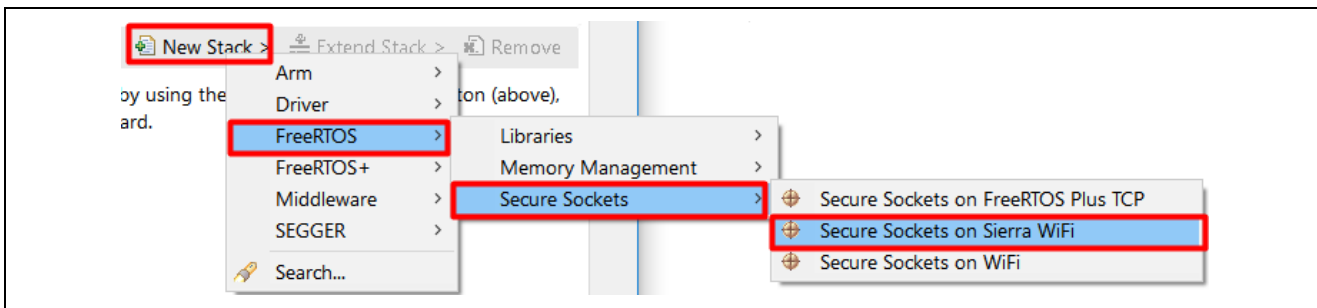 New Stack > Extend Stack > Remove
by using the
ton (above),
ard.
Arm >
Driver >
FreeRTOS >
FreeRTOS+ >
Middleware >
SEGGER >
Search...
Libraries >
Memory Management >
Secure Sockets >
Secure Sockets on FreeRTOS Plus TCP
Secure Sockets on Sierra WiFi
Secure Sockets on WiFi